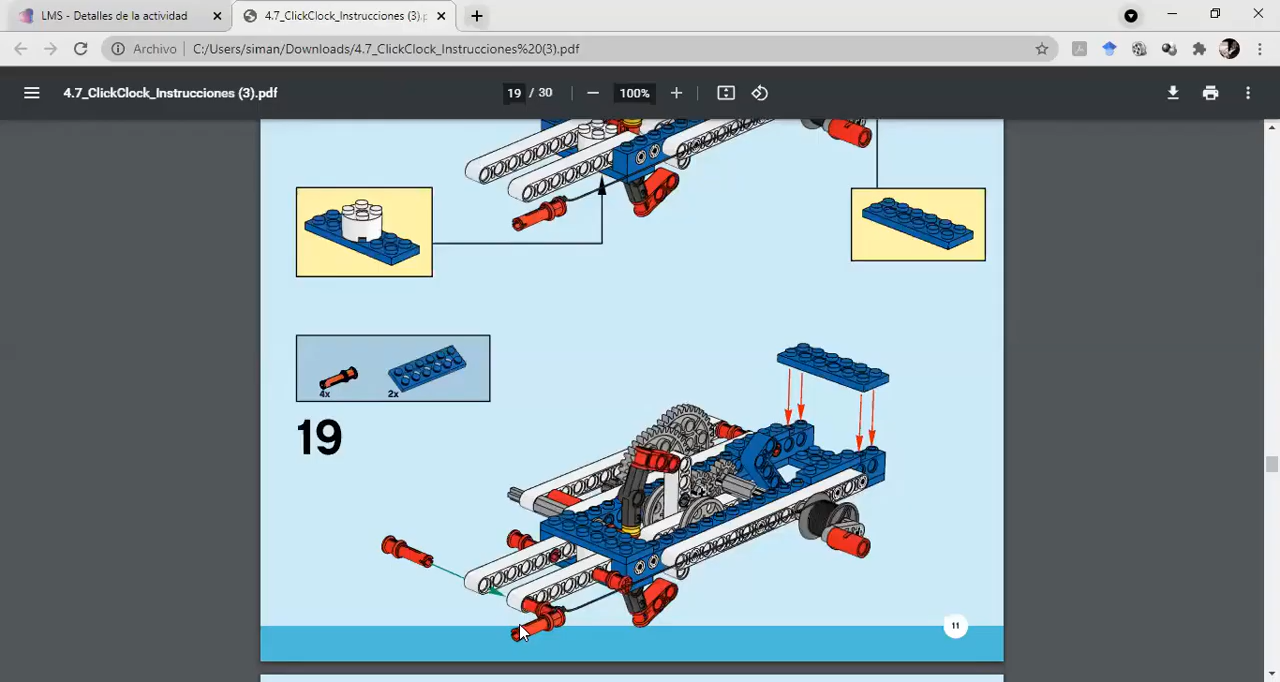 LMS - Detalles de la actividad
4.7_ClickClock_Instrucciones (3).p
Archivo
C:/Users/siman/Downloads/4.7_ClickClock_Instrucciones%20(3).pdf
4.7_ClickClock_Instrucciones (3).pdf
19 / 30
100%
4x
2x
19
11